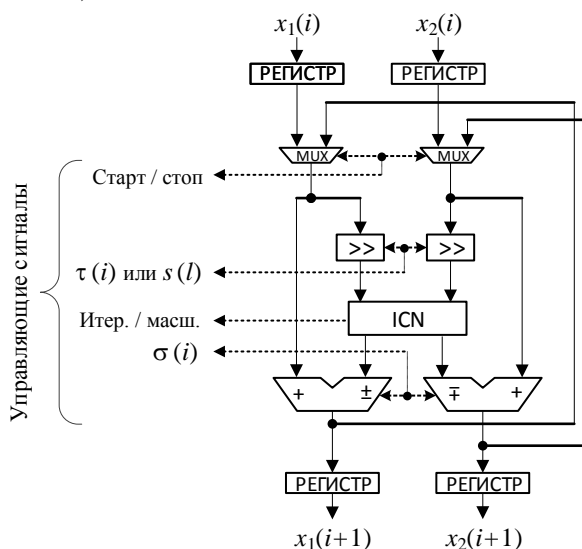 x₁(i) x₂(i)
РЕГИСТР РЕГИСТР
MUX MUX
Управляющие сигналы
Старт / стоп
>> >>
τ (i) или s(l)
Итер. / масш.
ICN
σ (i)
+ ± ∓ +
РЕГИСТР РЕГИСТР
x₁(i+1) x₂(i+1)